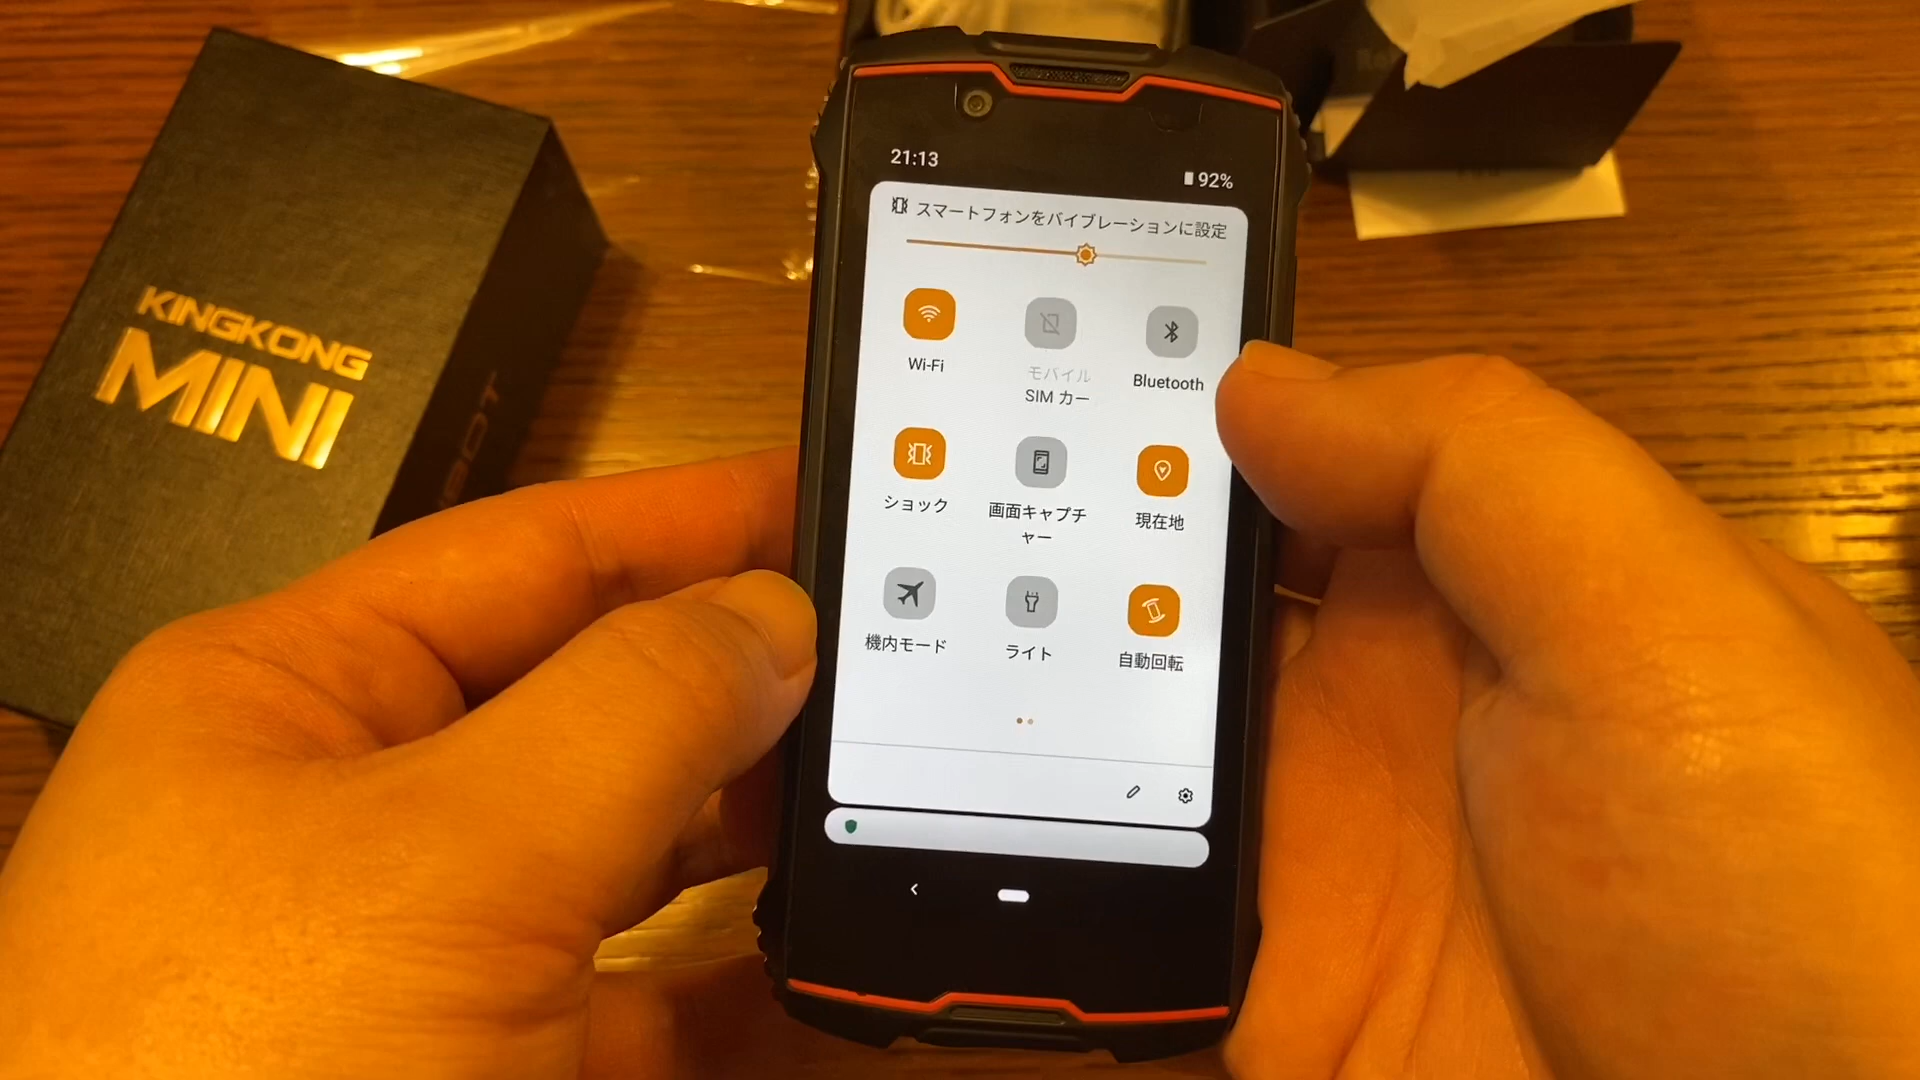 KINGKONG
MINI
21:13
92%
スマートフォンをバイブレーションに設定
Wi-Fi
モバイル
SIM カー
Bluetooth
ショック
画面キャプチ
ャー
現在地
機内モード
ライト
自動回転